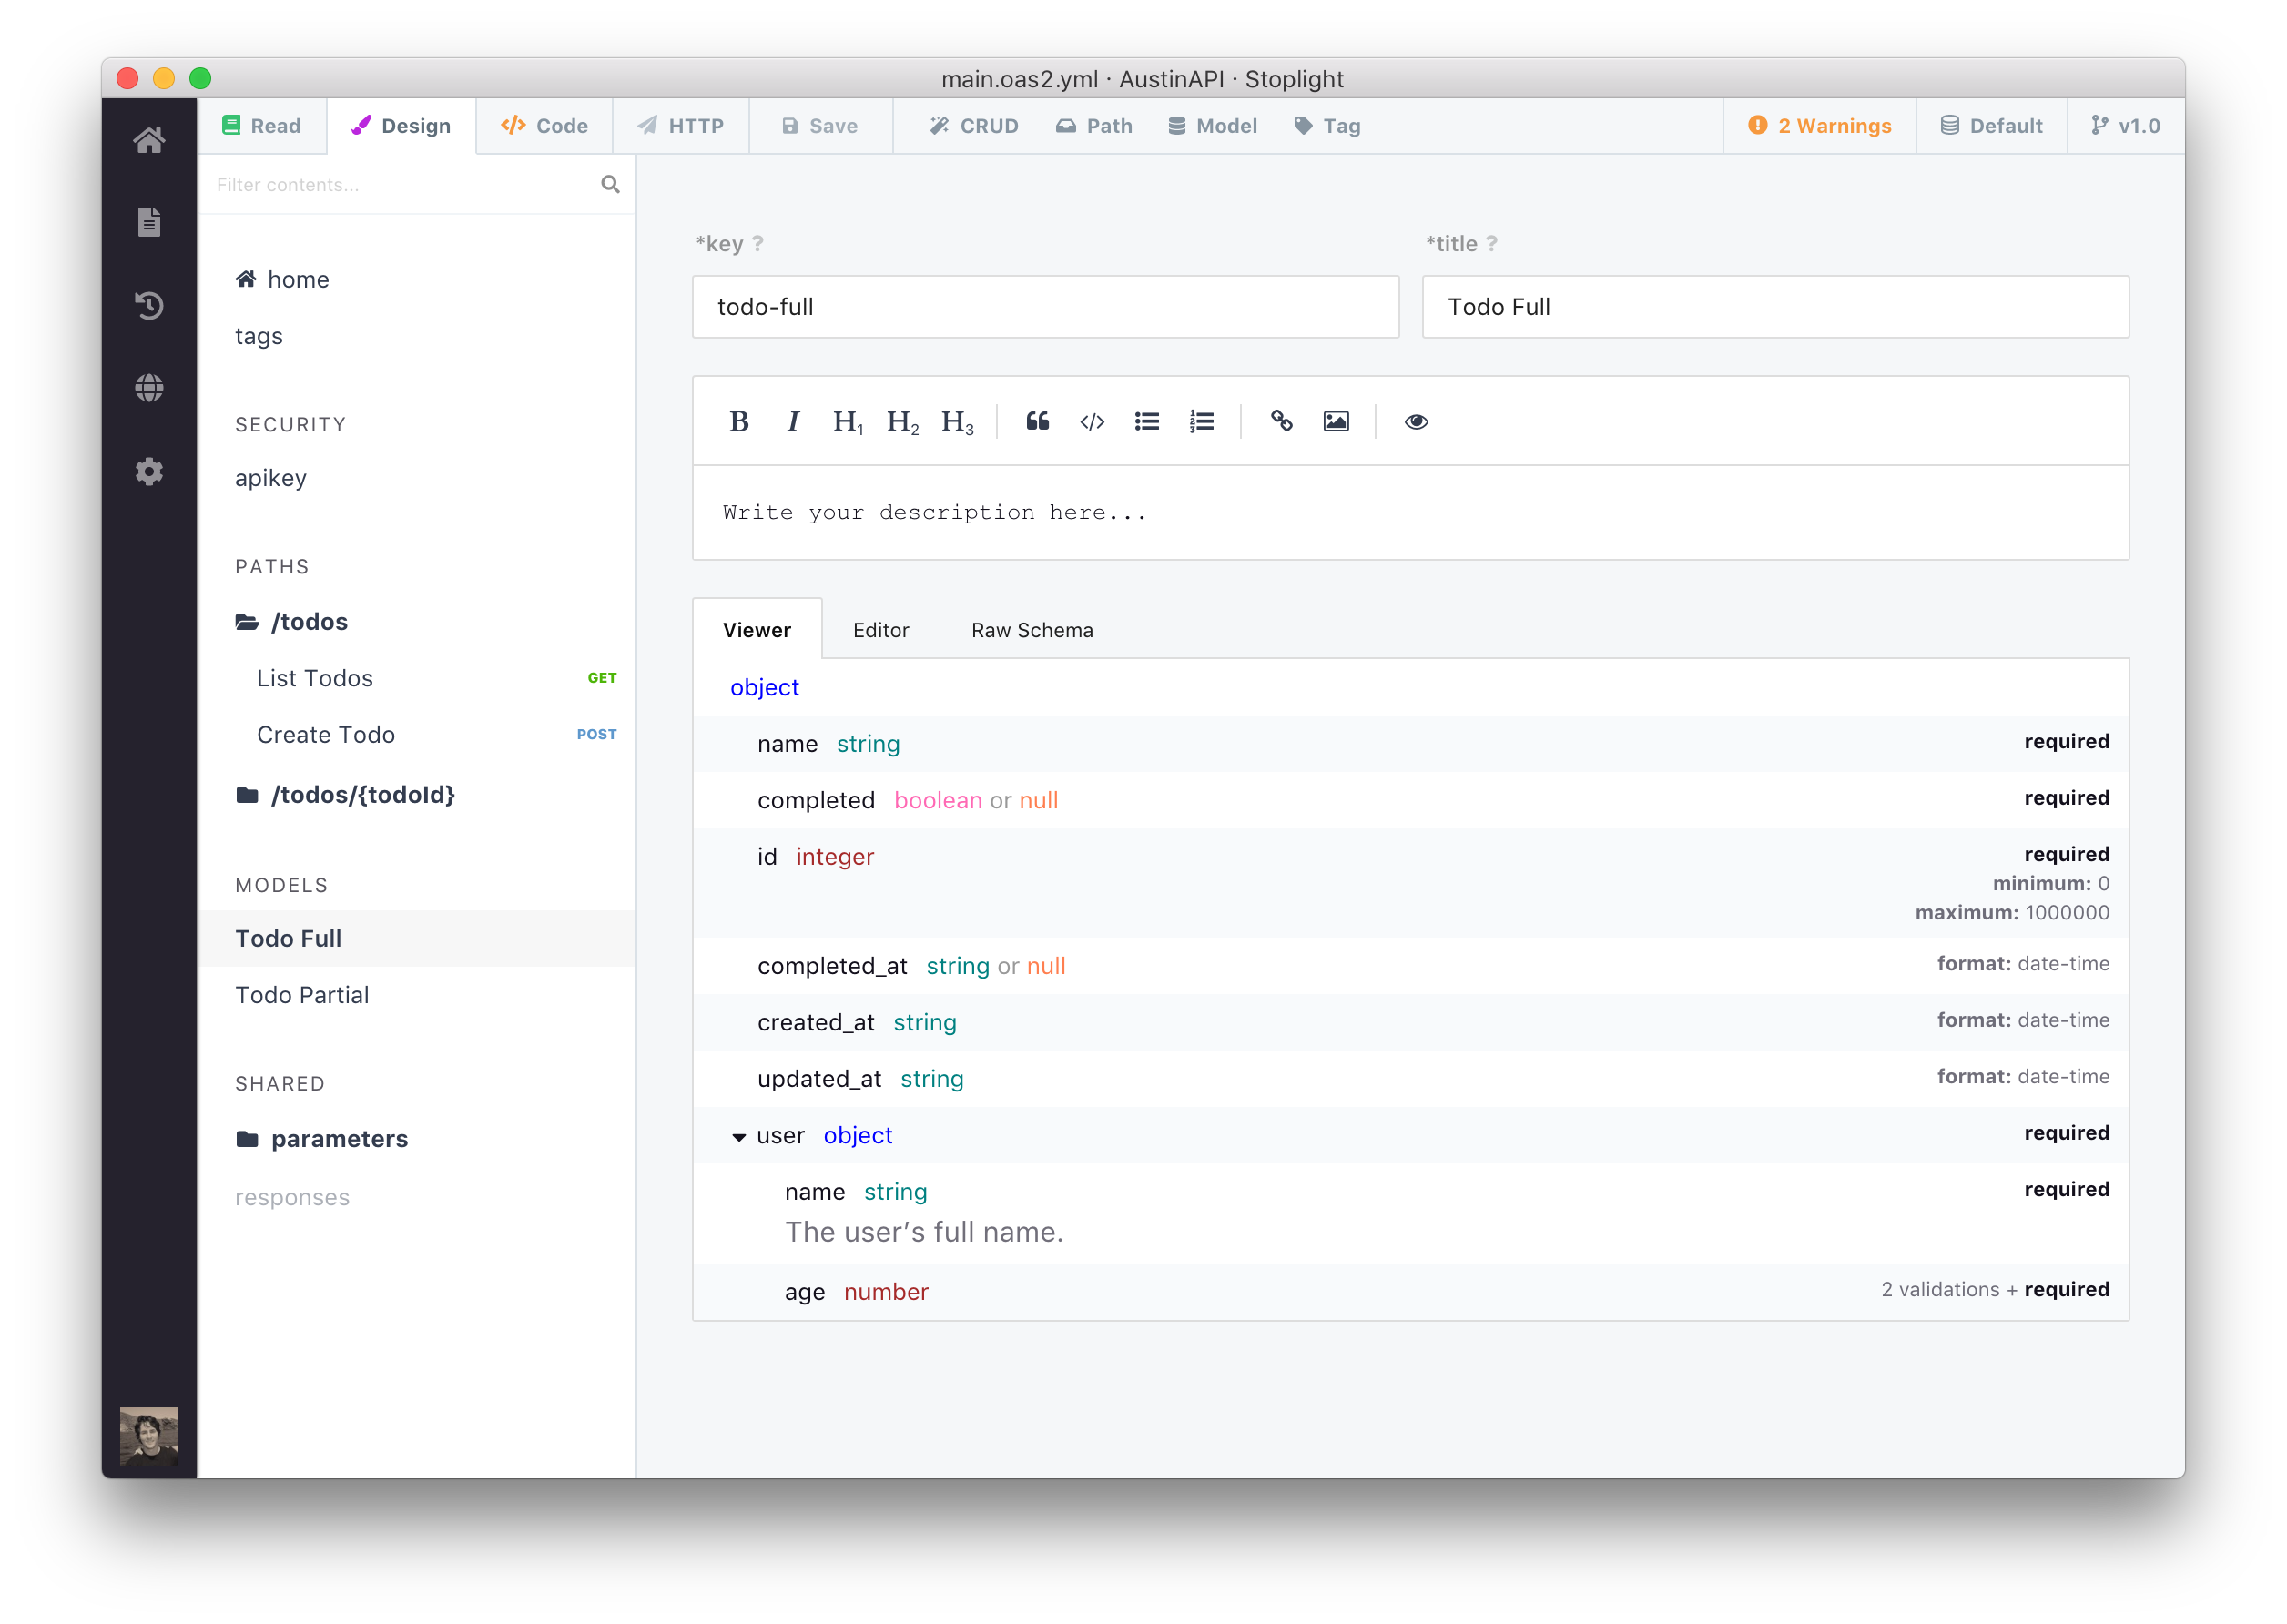 main.oas2.yml · AustinAPI · Stoplight
Read Design Code HTTP Save CRUD Path Model Tag 2 Warnings Default v1.0
Filter contents...
home
tags
SECURITY
apikey
PATHS
/todos
List Todos GET
Create Todo POST
/todos/{todoId}
MODELS
Todo Full
Todo Partial
SHARED
parameters
responses
*key ? *title ?
todo-full Todo Full
B I H1 H2 H3
Write your description here...
Viewer Editor Raw Schema
object
name string required
completed boolean or null required
id integer required
minimum: 0
maximum: 1000000
completed_at string or null format: date-time
created_at string format: date-time
updated_at string format: date-time
user object required
name string required
The user’s full name.
age number 2 validations + required